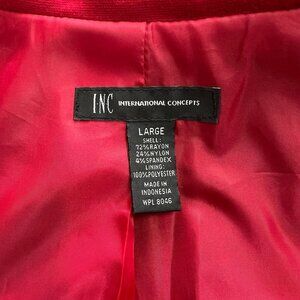 INC INTERNATIONAL CONCEPTS
LARGE
SHELL:
72%RAYON
24%NYLON
4%SPANDEX
LINING:
100%POLYESTER
MADE IN
INDONESIA
WPL 8046